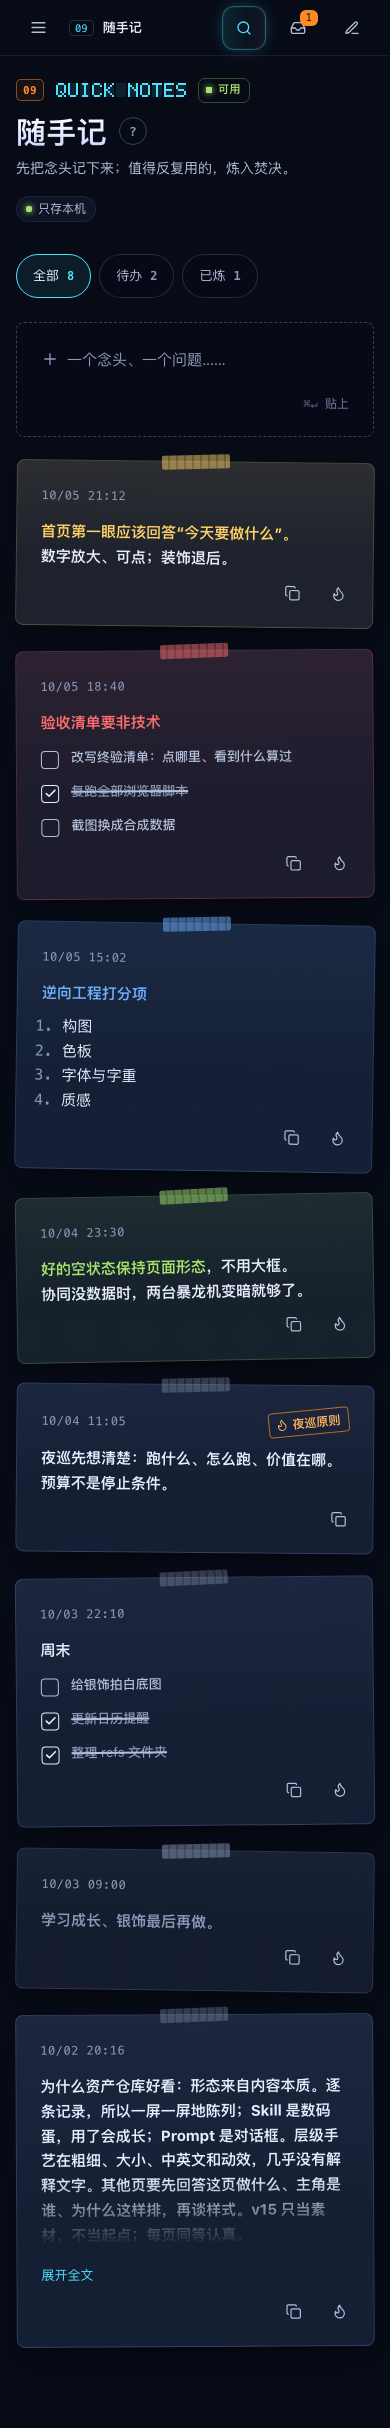 09 随手记
1
09 QUICK NOTES 可用
随手记 ?
先把念头记下来；值得反复用的，炼入焚决。
只存本机
全部 8 待办 2 已炼 1
一个念头、一个问题……
⌘↵ 贴上
10/05 21:12
首页第一眼应该回答“今天要做什么”。
数字放大、可点；装饰退后。
10/05 18:40
验收清单要非技术
改写终验清单：点哪里、看到什么算过
复跑全部浏览器脚本
截图换成合成数据
10/05 15:02
逆向工程打分项
1. 构图
2. 色板
3. 字体与字重
4. 质感
10/04 23:30
好的空状态保持页面形态，不用大框。
协同没数据时，两台暴龙机变暗就够了。
10/04 11:05
夜巡原则
夜巡先想清楚：跑什么、怎么跑、价值在哪。
预算不是停止条件。
10/03 22:10
周末
给银饰拍白底图
更新日历提醒
整理 refs 文件夹
10/03 09:00
学习成长、银饰最后再做。
10/02 20:16
为什么资产仓库好看：形态来自内容本质。逐
条记录，所以一屏一屏地陈列；Skill 是数码
蛋，用了会成长；Prompt 是对话框。层级手
艺在粗细、大小、中英文和动效，几乎没有解
释文字。其他页要先回答这页做什么、主角是
谁、为什么这样排，再谈样式。v15 只当素
材，不当起点；每页同等认真。
展开全文